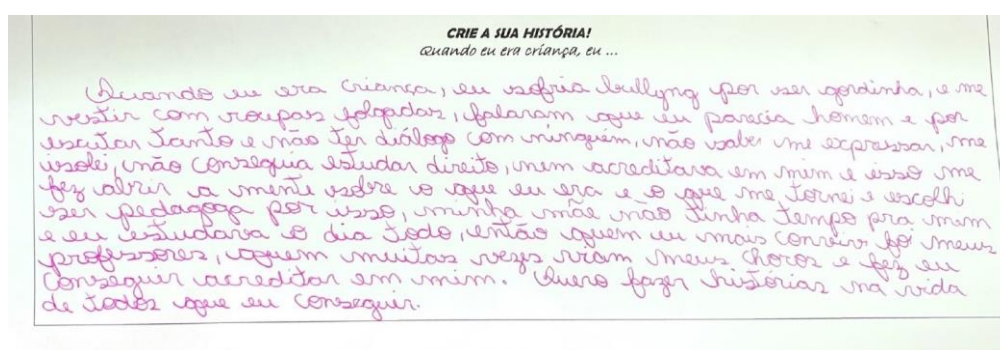 CRIE A SUA HISTÓRIA!
Quando eu era criança, eu ...
Quando eu era criança, eu sofria bullyng por ser gordinha, e me
vestir com roupas folgadas, falaram que eu parecia homem e por
escutar tanto e não ter diálogo com ninguém, não saber me expressar, me
isolei, não conseguia estudar direito, nem acreditava em mim e isso me
fez abrir a mente sobre o que eu era e o que me tornei e escolhi
ser pedagoga por isso, minha mãe não tinha tempo pra mim
e eu estudava o dia todo, então quem eu mais convivi foi meus
professores, quem muitas vezes viram meus choros e fez eu
conseguir acreditar em mim. Quero fazer histórias na vida
de todos que eu conseguir.